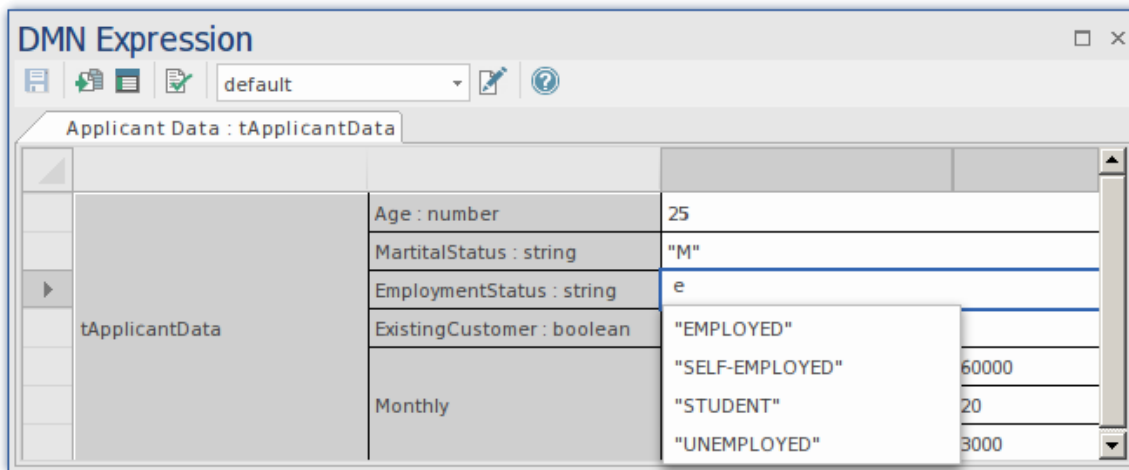 DMN Expression
default
Applicant Data : tApplicantData
Age : number
25
MartitalStatus : string
"M"
EmploymentStatus : string
e
tApplicantData
ExistingCustomer : boolean
"EMPLOYED"
"SELF-EMPLOYED"
60000
Monthly
"STUDENT"
20
"UNEMPLOYED"
3000